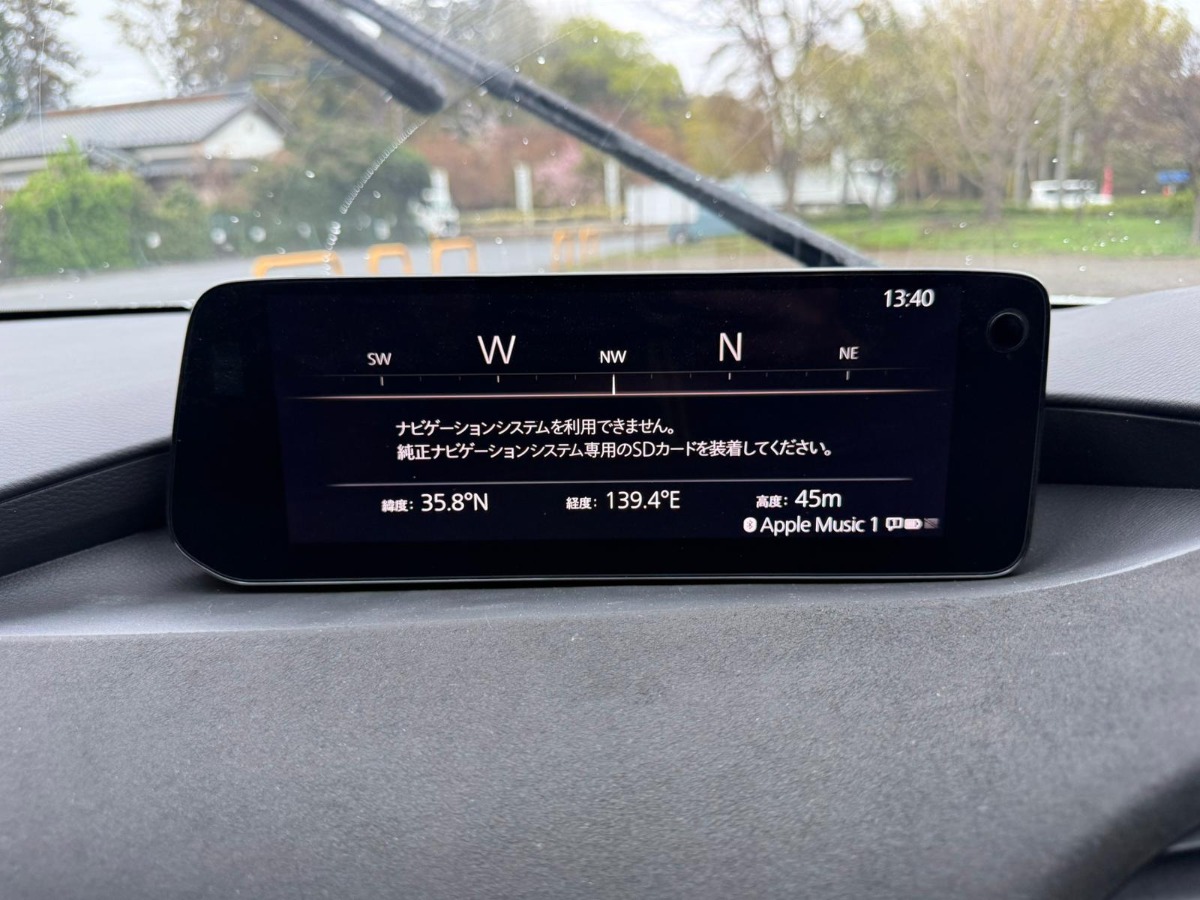 13:40
SW W NW N NE
ナビゲーションシステムを利用できません。
純正ナビゲーションシステム専用のSDカードを装着してください。
緯度: 35.8°N 経度: 139.4°E 高度: 45m
Apple Music 1